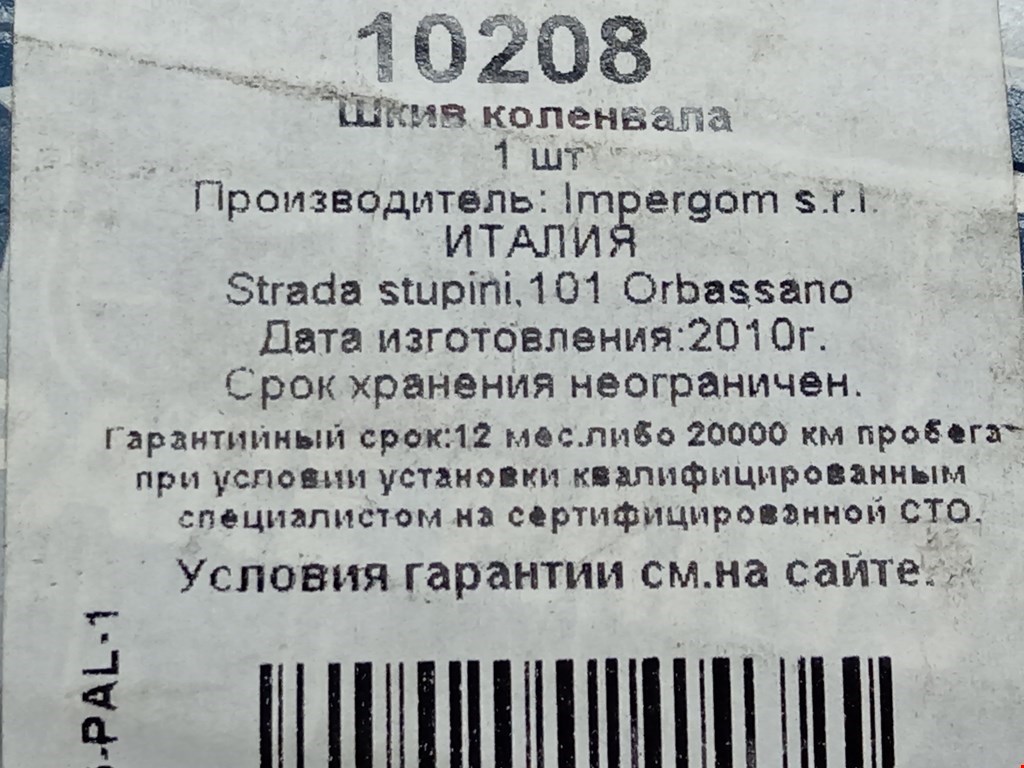 10208
Шкив коленвала
1 шт
Производитель: Impergom s.r.l.
ИТАЛИЯ
Strada stupini,101 Orbassano
Дата изготовления:2010г.
Срок хранения неограничен.
Гарантийный срок:12 мес.либо 20000 км пробега
при условии установки квалифицированным
специалистом на сертифицированной СТО.
Условия гарантии см.на сайте.
-PAL-1